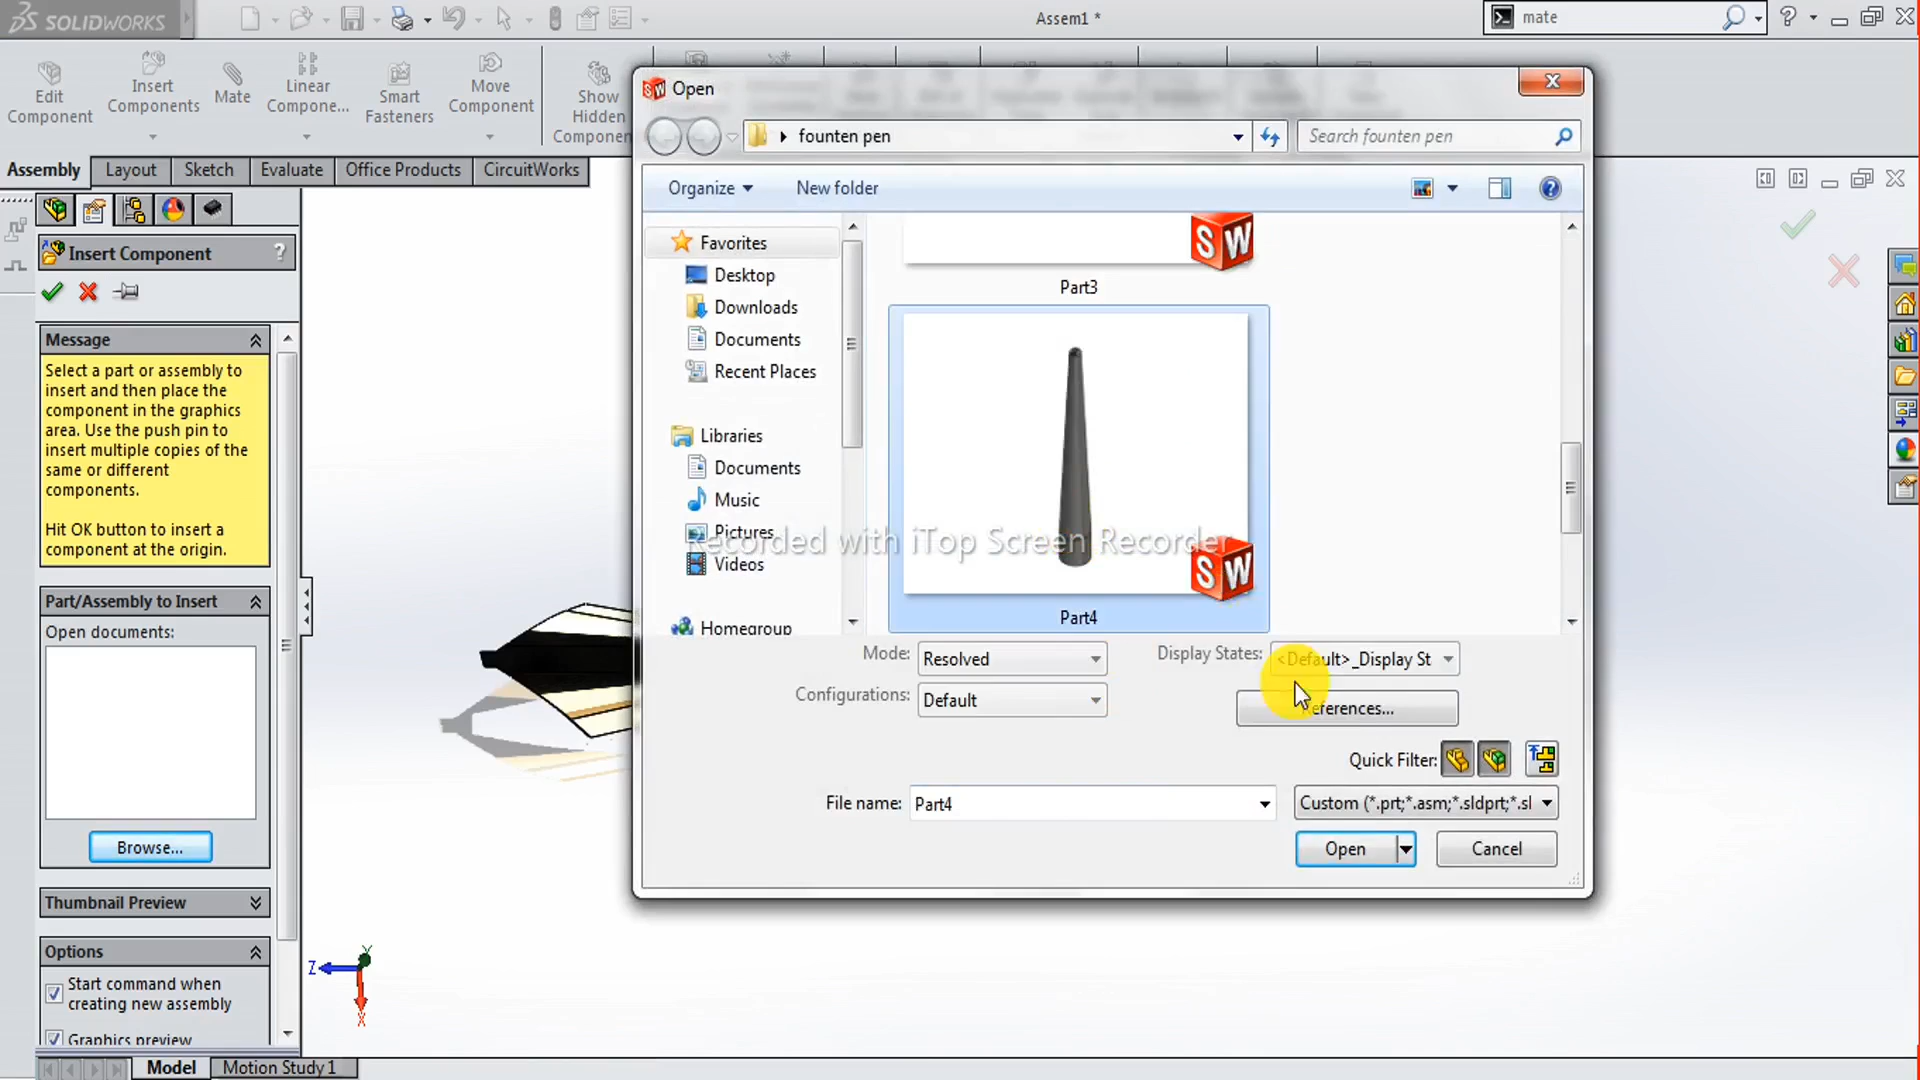 SOLIDWORKS
Assem1 *
mate
Edit Component
Insert Components
Mate
Linear Compone...
Smart Fasteners
Move Component
Show Hidden Componen
Assembly
Layout
Sketch
Evaluate
Office Products
CircuitWorks
Insert Component
?
Message
Select a part or assembly to
insert and then place the
component in the graphics
area. Use the push pin to
insert multiple copies of the
same or different
components.
Hit OK button to insert a
component at the origin.
Part/Assembly to Insert
Open documents:
Browse...
Thumbnail Preview
Options
Start command when
creating new assembly
Graphics preview
Model
Motion Study 1
Z
Y
X
Open
founten pen
Search founten pen
Organize
New folder
Favorites
Desktop
Downloads
Documents
Recent Places
Libraries
Documents
Music
Pictures
Videos
Homegroup
SW
Part3
SW
Part4
Recorded with iTop Screen Recorder
Mode:
Resolved
Display States:
<Default>_Display St
Configurations:
Default
References...
Quick Filter:
File name:
Part4
Custom (*.prt;*.asm;*.sldprt;*.sl
Open
Cancel